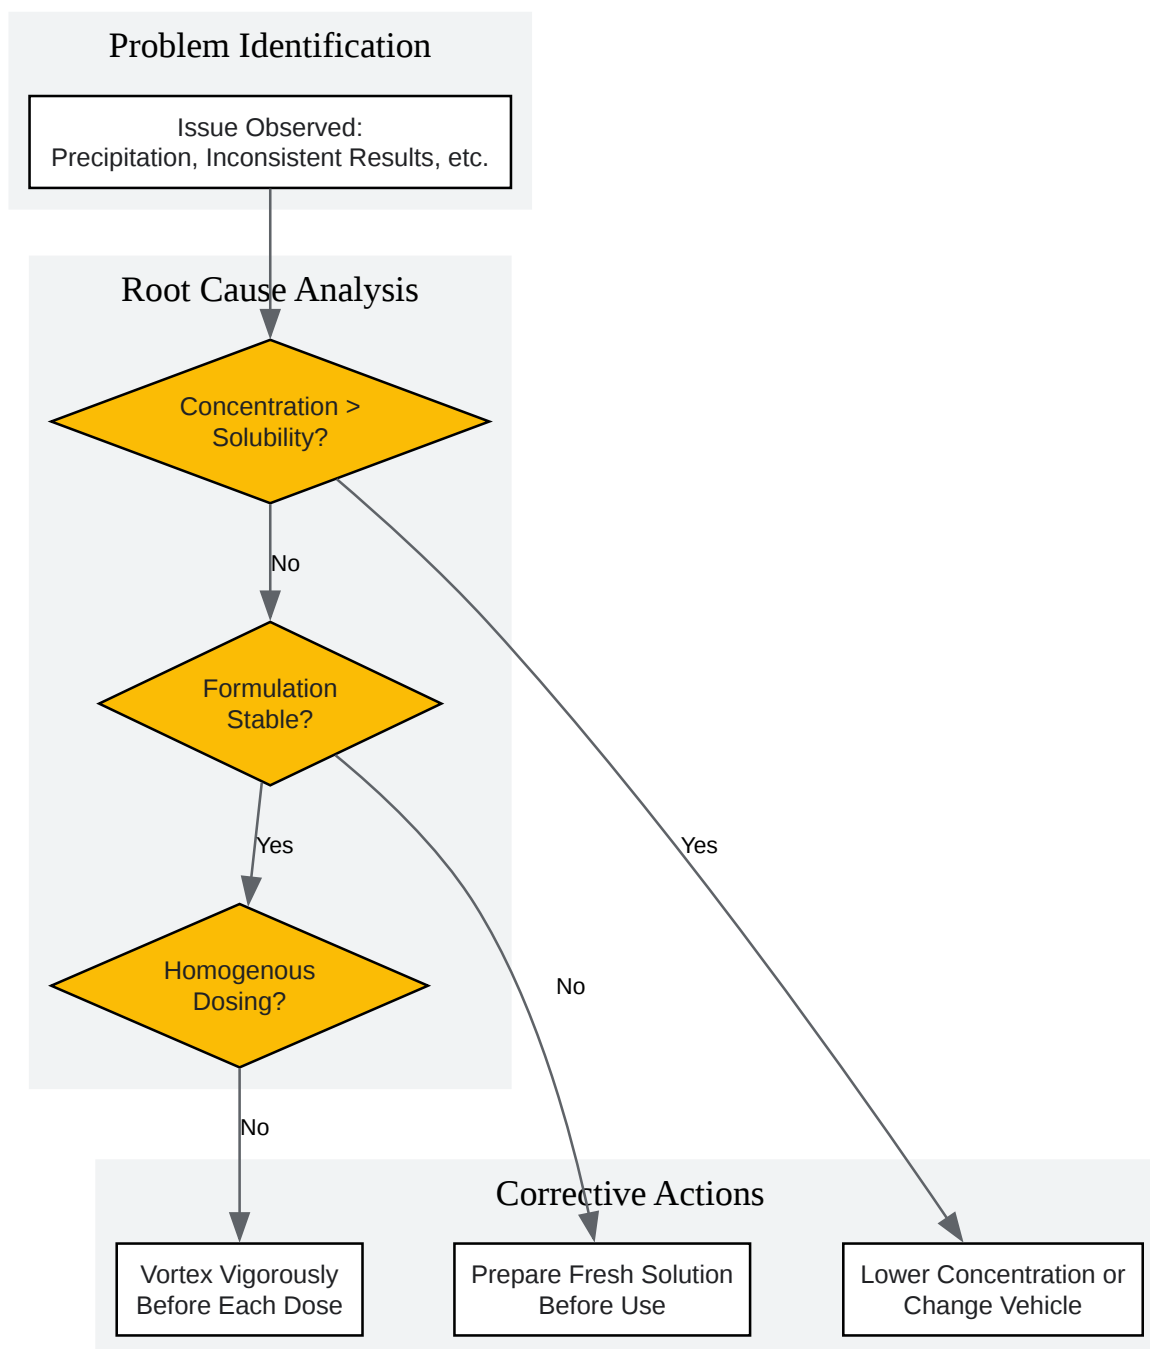 Problem Identification
Issue Observed:
Precipitation, Inconsistent Results, etc.
Root Cause Analysis
Concentration >
Solubility?
No
Formulation
Stable?
Yes
Yes
Homogenous
Dosing?
No
No
Corrective Actions
Vortex Vigorously
Before Each Dose
Prepare Fresh Solution
Before Use
Lower Concentration or
Change Vehicle